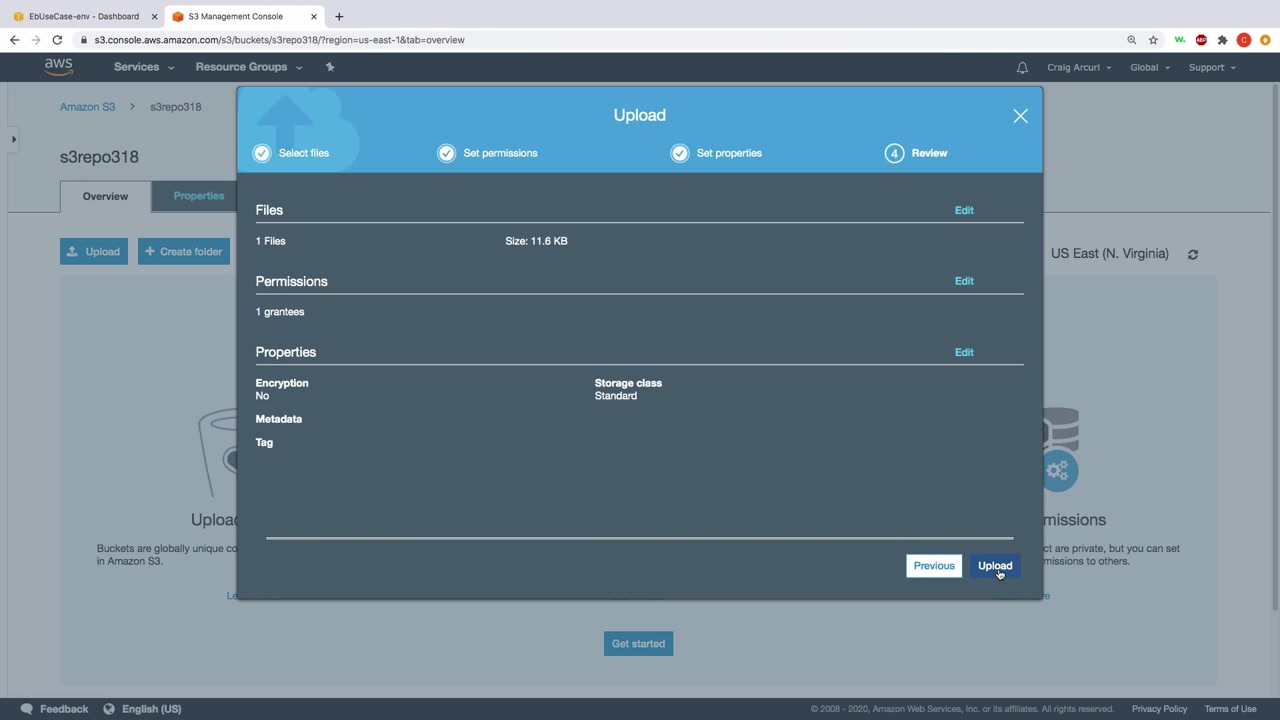 EbUseCase-env - Dashboard
S3 Management Console
s3.console.aws.amazon.com/s3/buckets/s3repo318/?region=us-east-1&tab=overview
aws Services Resource Groups Craig Arcuri Global Support
Amazon S3 > s3repo318
s3repo318
Overview Properties
Upload Create folder US East (N. Virginia)
Upload
Select files Set permissions Set properties 4 Review
Files Edit
1 Files Size: 11.6 KB
Permissions Edit
1 grantees
Properties Edit
Encryption Storage class
No Standard
Metadata
Tag
Previous Upload
Buckets are globally unique
in Amazon S3.
ct are private, but you can set
missions to others.
Get started
Feedback English (US) © 2008 - 2020, Amazon Web Services, Inc. or its affiliates. All rights reserved. Privacy Policy Terms of Use